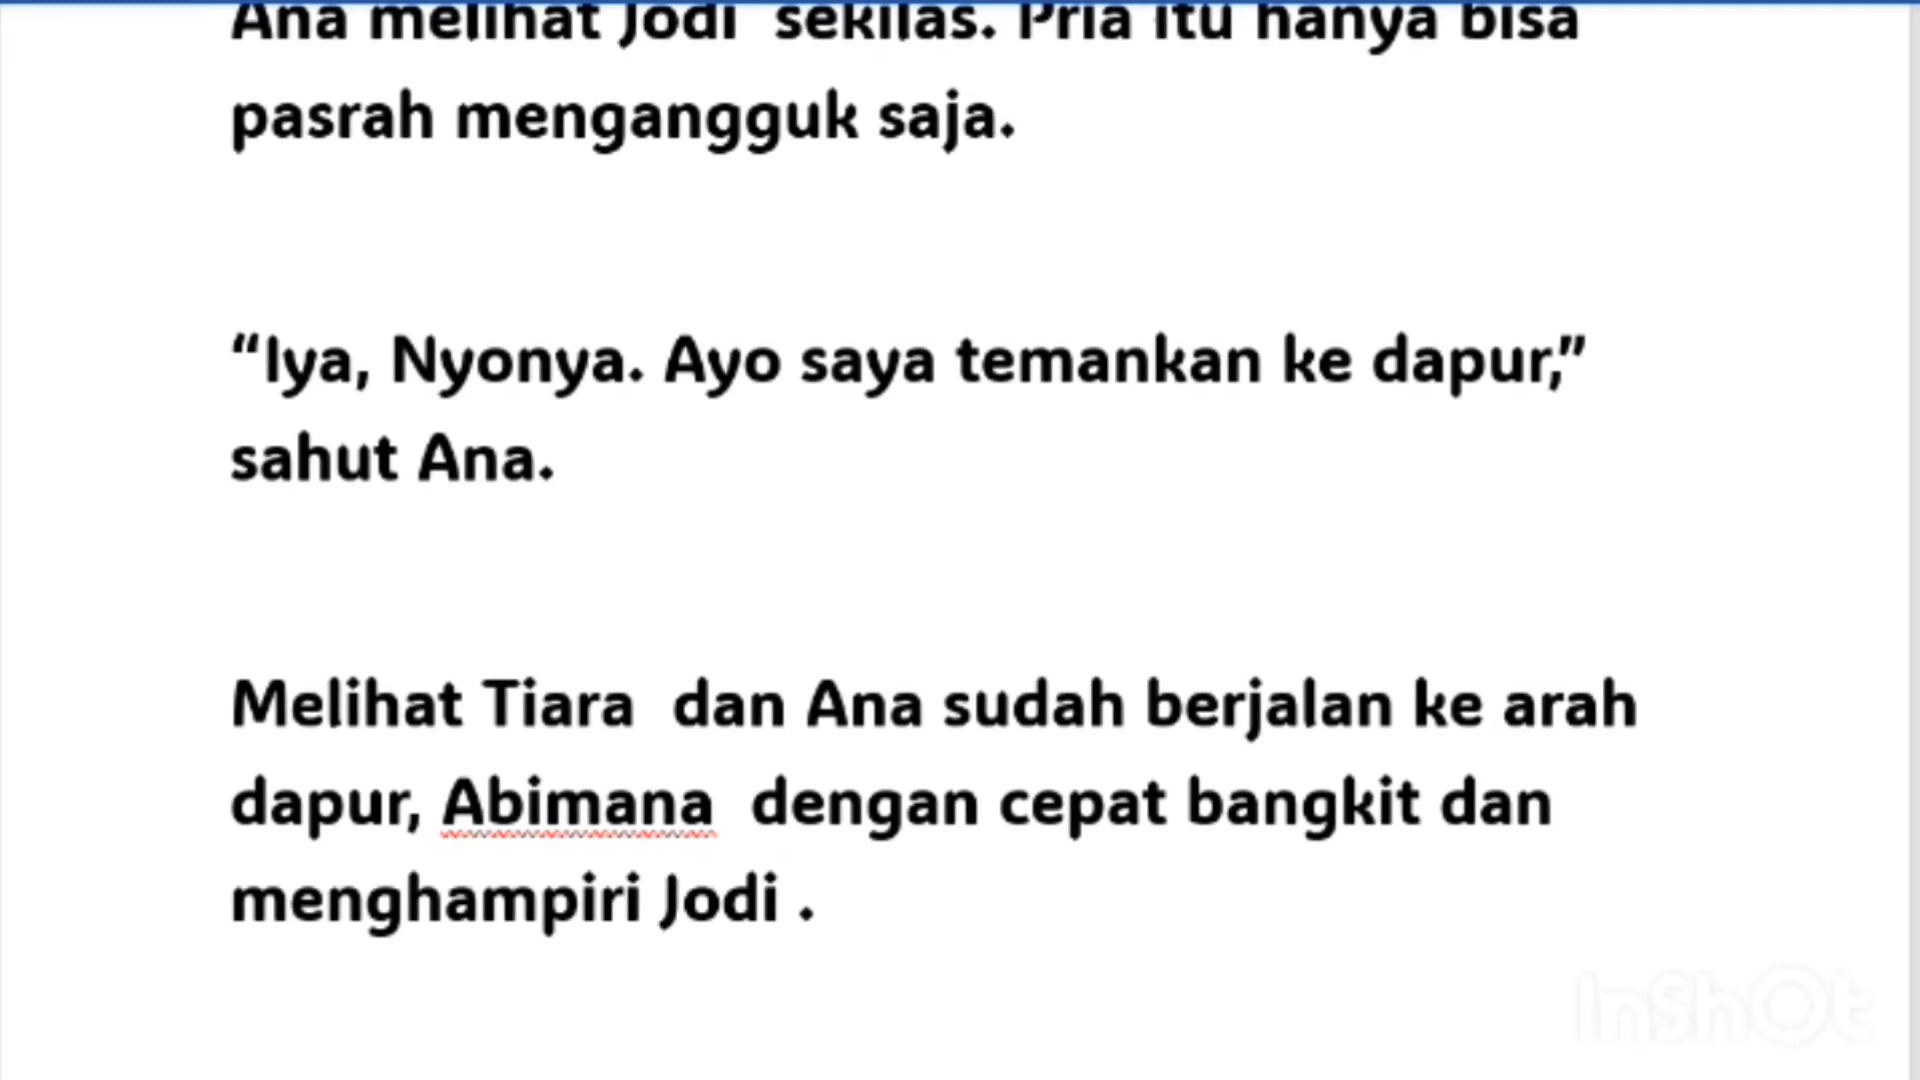 Ana melihat Jodi  sekilas. Pria itu hanya bisa
pasrah mengangguk saja.
“Iya, Nyonya. Ayo saya temankan ke dapur,”
sahut Ana.
Melihat Tiara  dan Ana sudah berjalan ke arah
dapur, Abimana  dengan cepat bangkit dan
menghampiri Jodi .
InShOt